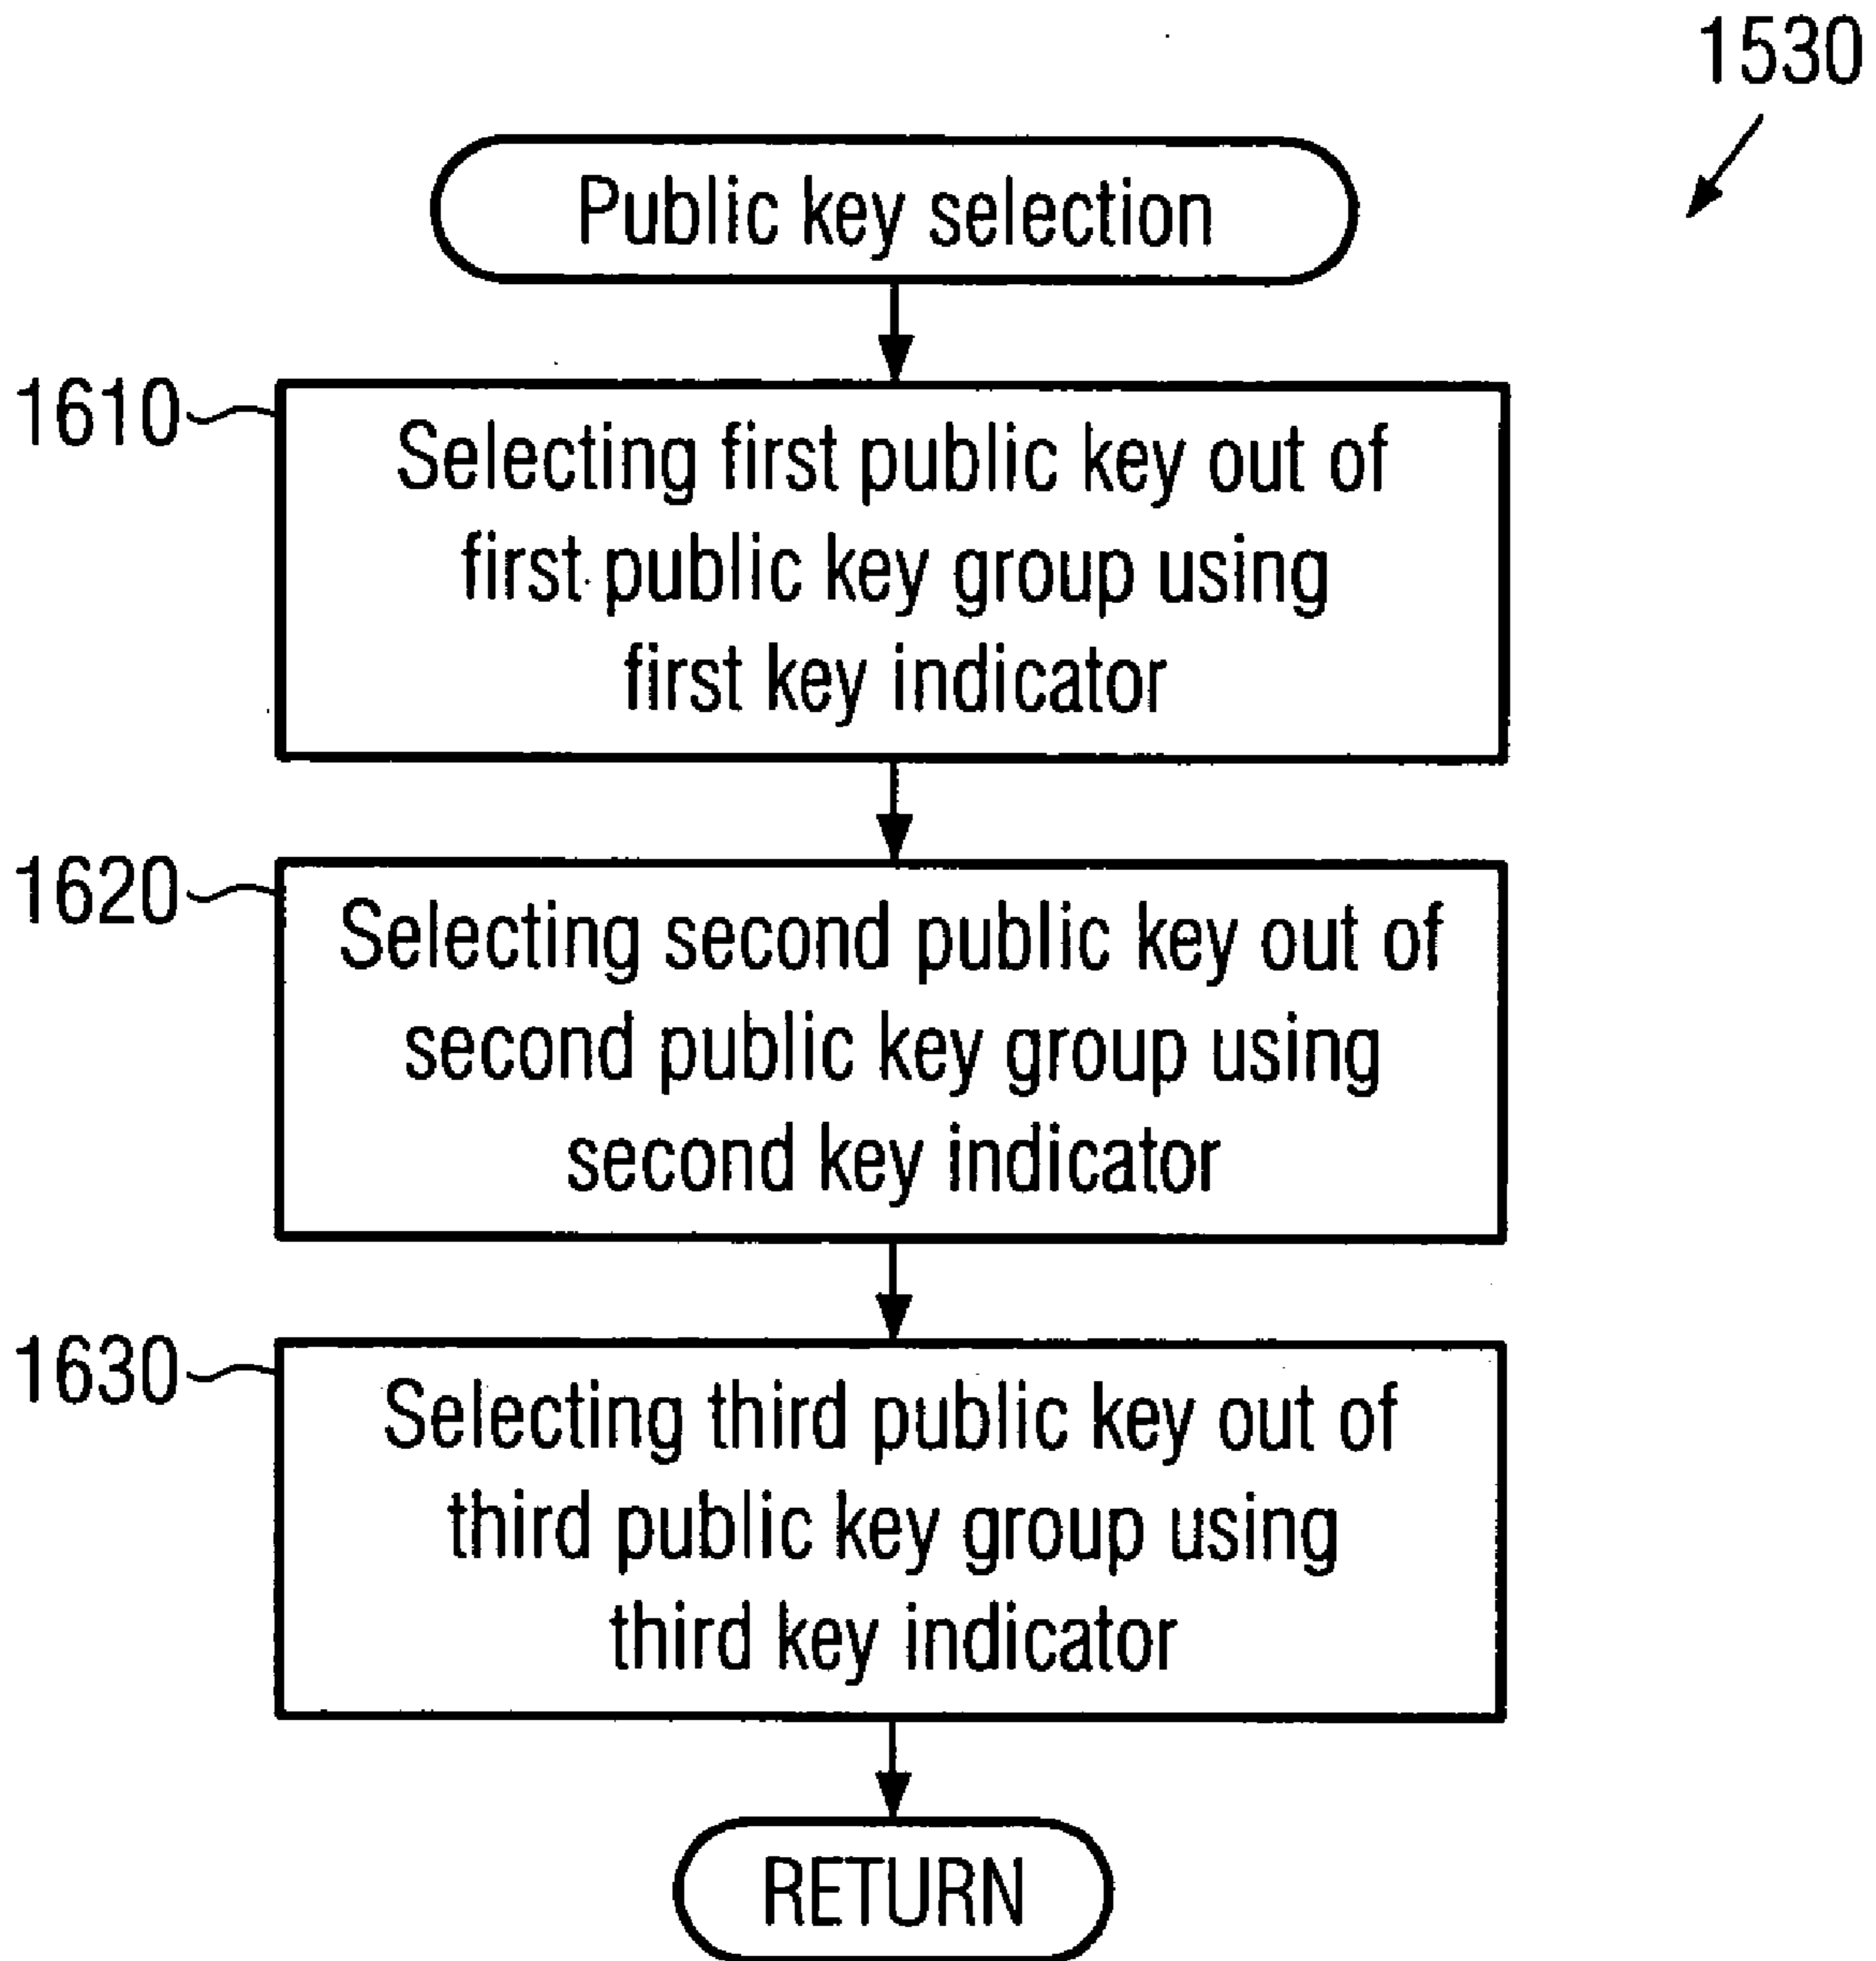 1530
Public key selection
1610
Selecting first public key out of
first public key group using
first key indicator
1620
Selecting second public key out of
second public key group using
second key indicator
1630
Selecting third public key out of
third public key group using
third key indicator
RETURN